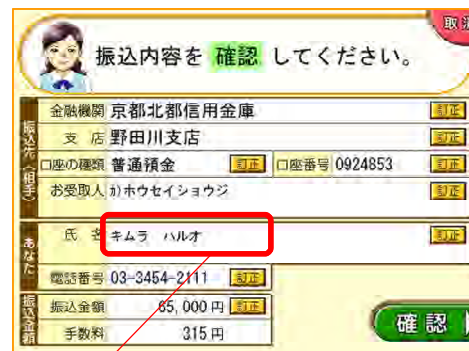 取消
振込内容を 確認 してください。
振込先（相手）
金融機関 京都北都信用金庫 訂正
支店 野田川支店 訂正
口座の種類 普通預金 訂正 口座番号 0924853 訂正
お受取人 カ)ホウセイショウジ 訂正
あなた
氏 名 キムラ ハルオ 訂正
電話番号 03-3454-2111 訂正
振込金額
振込金額 65,000円 訂正
手数料 315円
確認